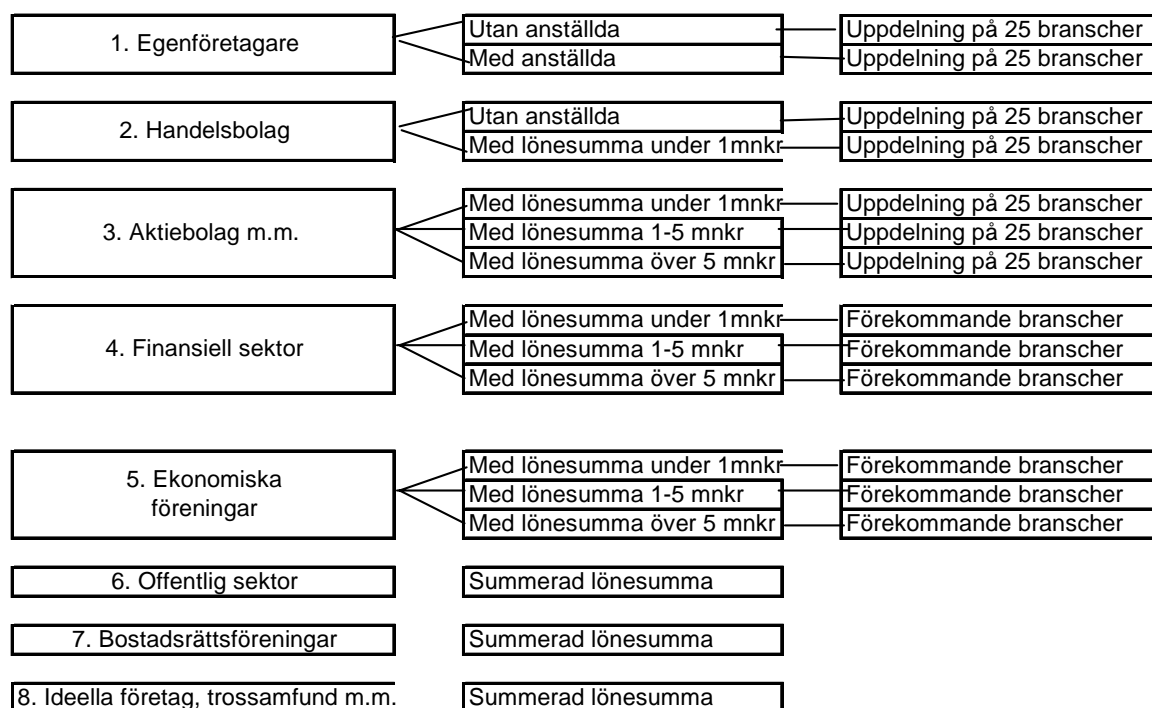 1. Egenföretagare
Utan anställda
Uppdelning på 25 branscher
Med anställda
Uppdelning på 25 branscher
2. Handelsbolag
Utan anställda
Uppdelning på 25 branscher
Med lönesumma under 1mnkr
Uppdelning på 25 branscher
3. Aktiebolag m.m.
Med lönesumma under 1mnkr
Uppdelning på 25 branscher
Med lönesumma 1-5 mnkr
Uppdelning på 25 branscher
Med lönesumma över 5 mnkr
Uppdelning på 25 branscher
4. Finansiell sektor
Med lönesumma under 1mnkr
Förekommande branscher
Med lönesumma 1-5 mnkr
Förekommande branscher
Med lönesumma över 5 mnkr
Förekommande branscher
5. Ekonomiska
föreningar
Med lönesumma under 1mnkr
Förekommande branscher
Med lönesumma 1-5 mnkr
Förekommande branscher
Med lönesumma över 5 mnkr
Förekommande branscher
6. Offentlig sektor
Summerad lönesumma
7. Bostadsrättsföreningar
Summerad lönesumma
8. Ideella företag, trossamfund m.m.
Summerad lönesumma